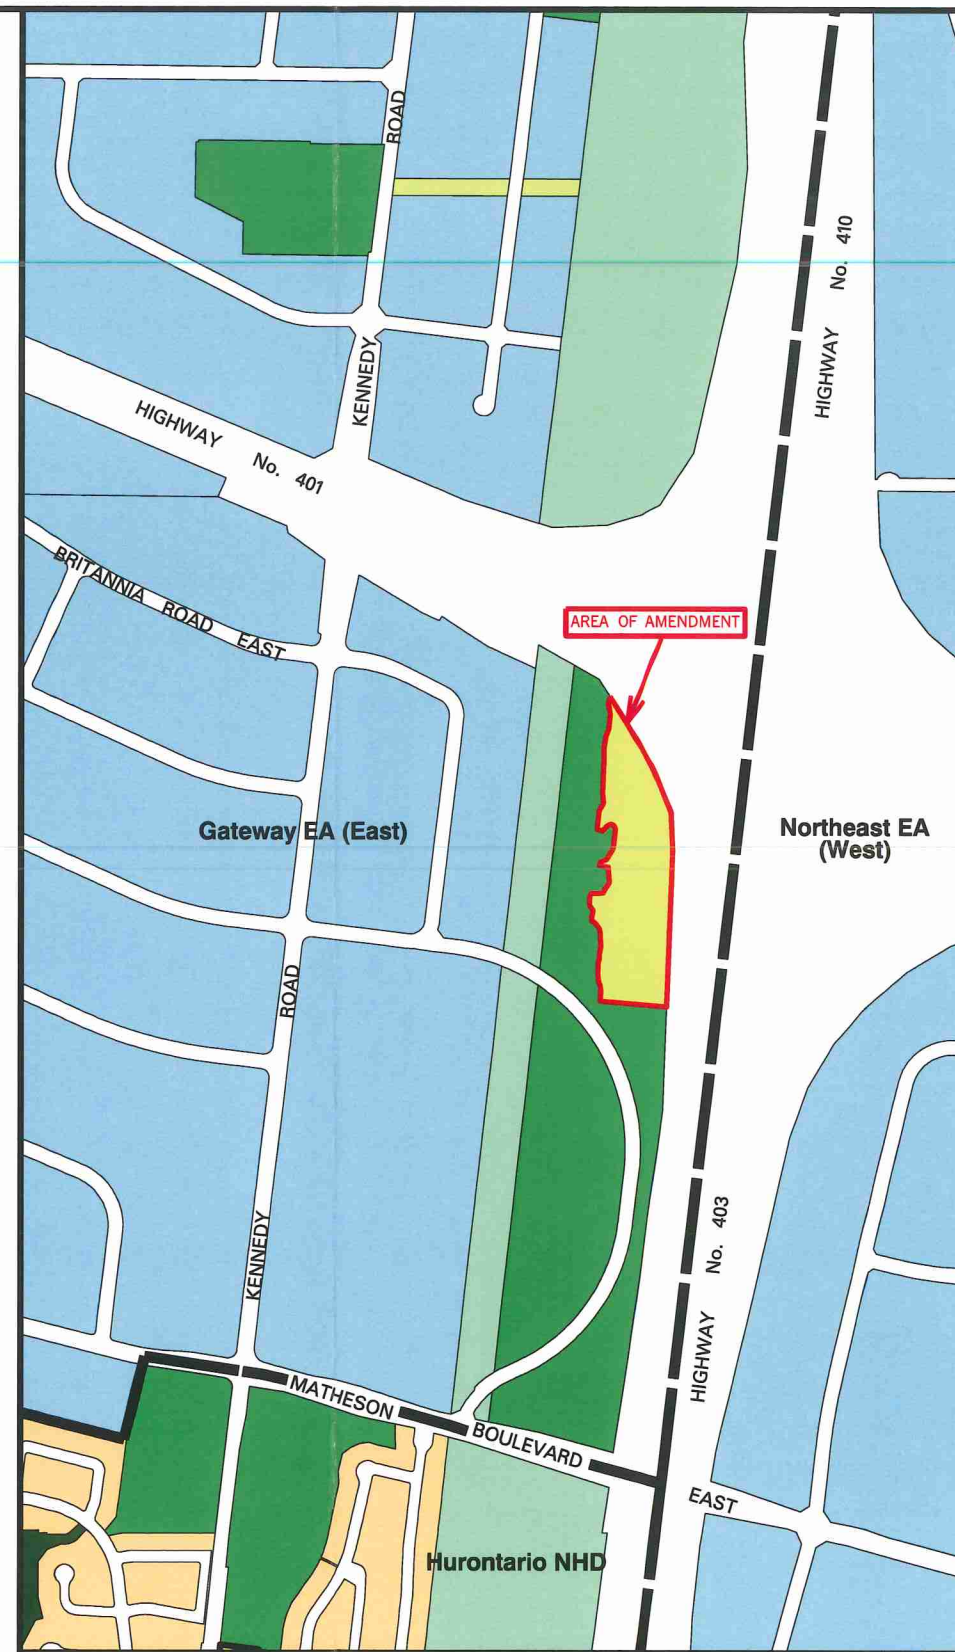 ROAD
HIGHWAY No. 410
KENNEDY
HIGHWAY No. 401
BRITANNIA ROAD EAST
AREA OF AMENDMENT
Gateway EA (East)
Northeast EA
(West)
ROAD
KENNEDY
HIGHWAY No. 403
MATHESON BOULEVARD EAST
Hurontario NHD